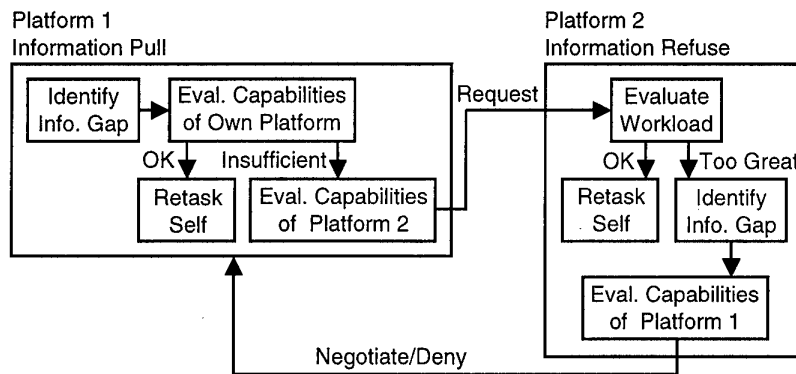 Platform 1
Information Pull
Identify
Info. Gap
Eval. Capabilities
of Own Platform
OK
Insufficient
Retask
Self
Eval. Capabilities
of Platform 2
Request
Platform 2
Information Refuse
Evaluate
Workload
OK
Too Great
Retask
Self
Identify
Info. Gap
Eval. Capabilities
of Platform 1
Negotiate/Deny